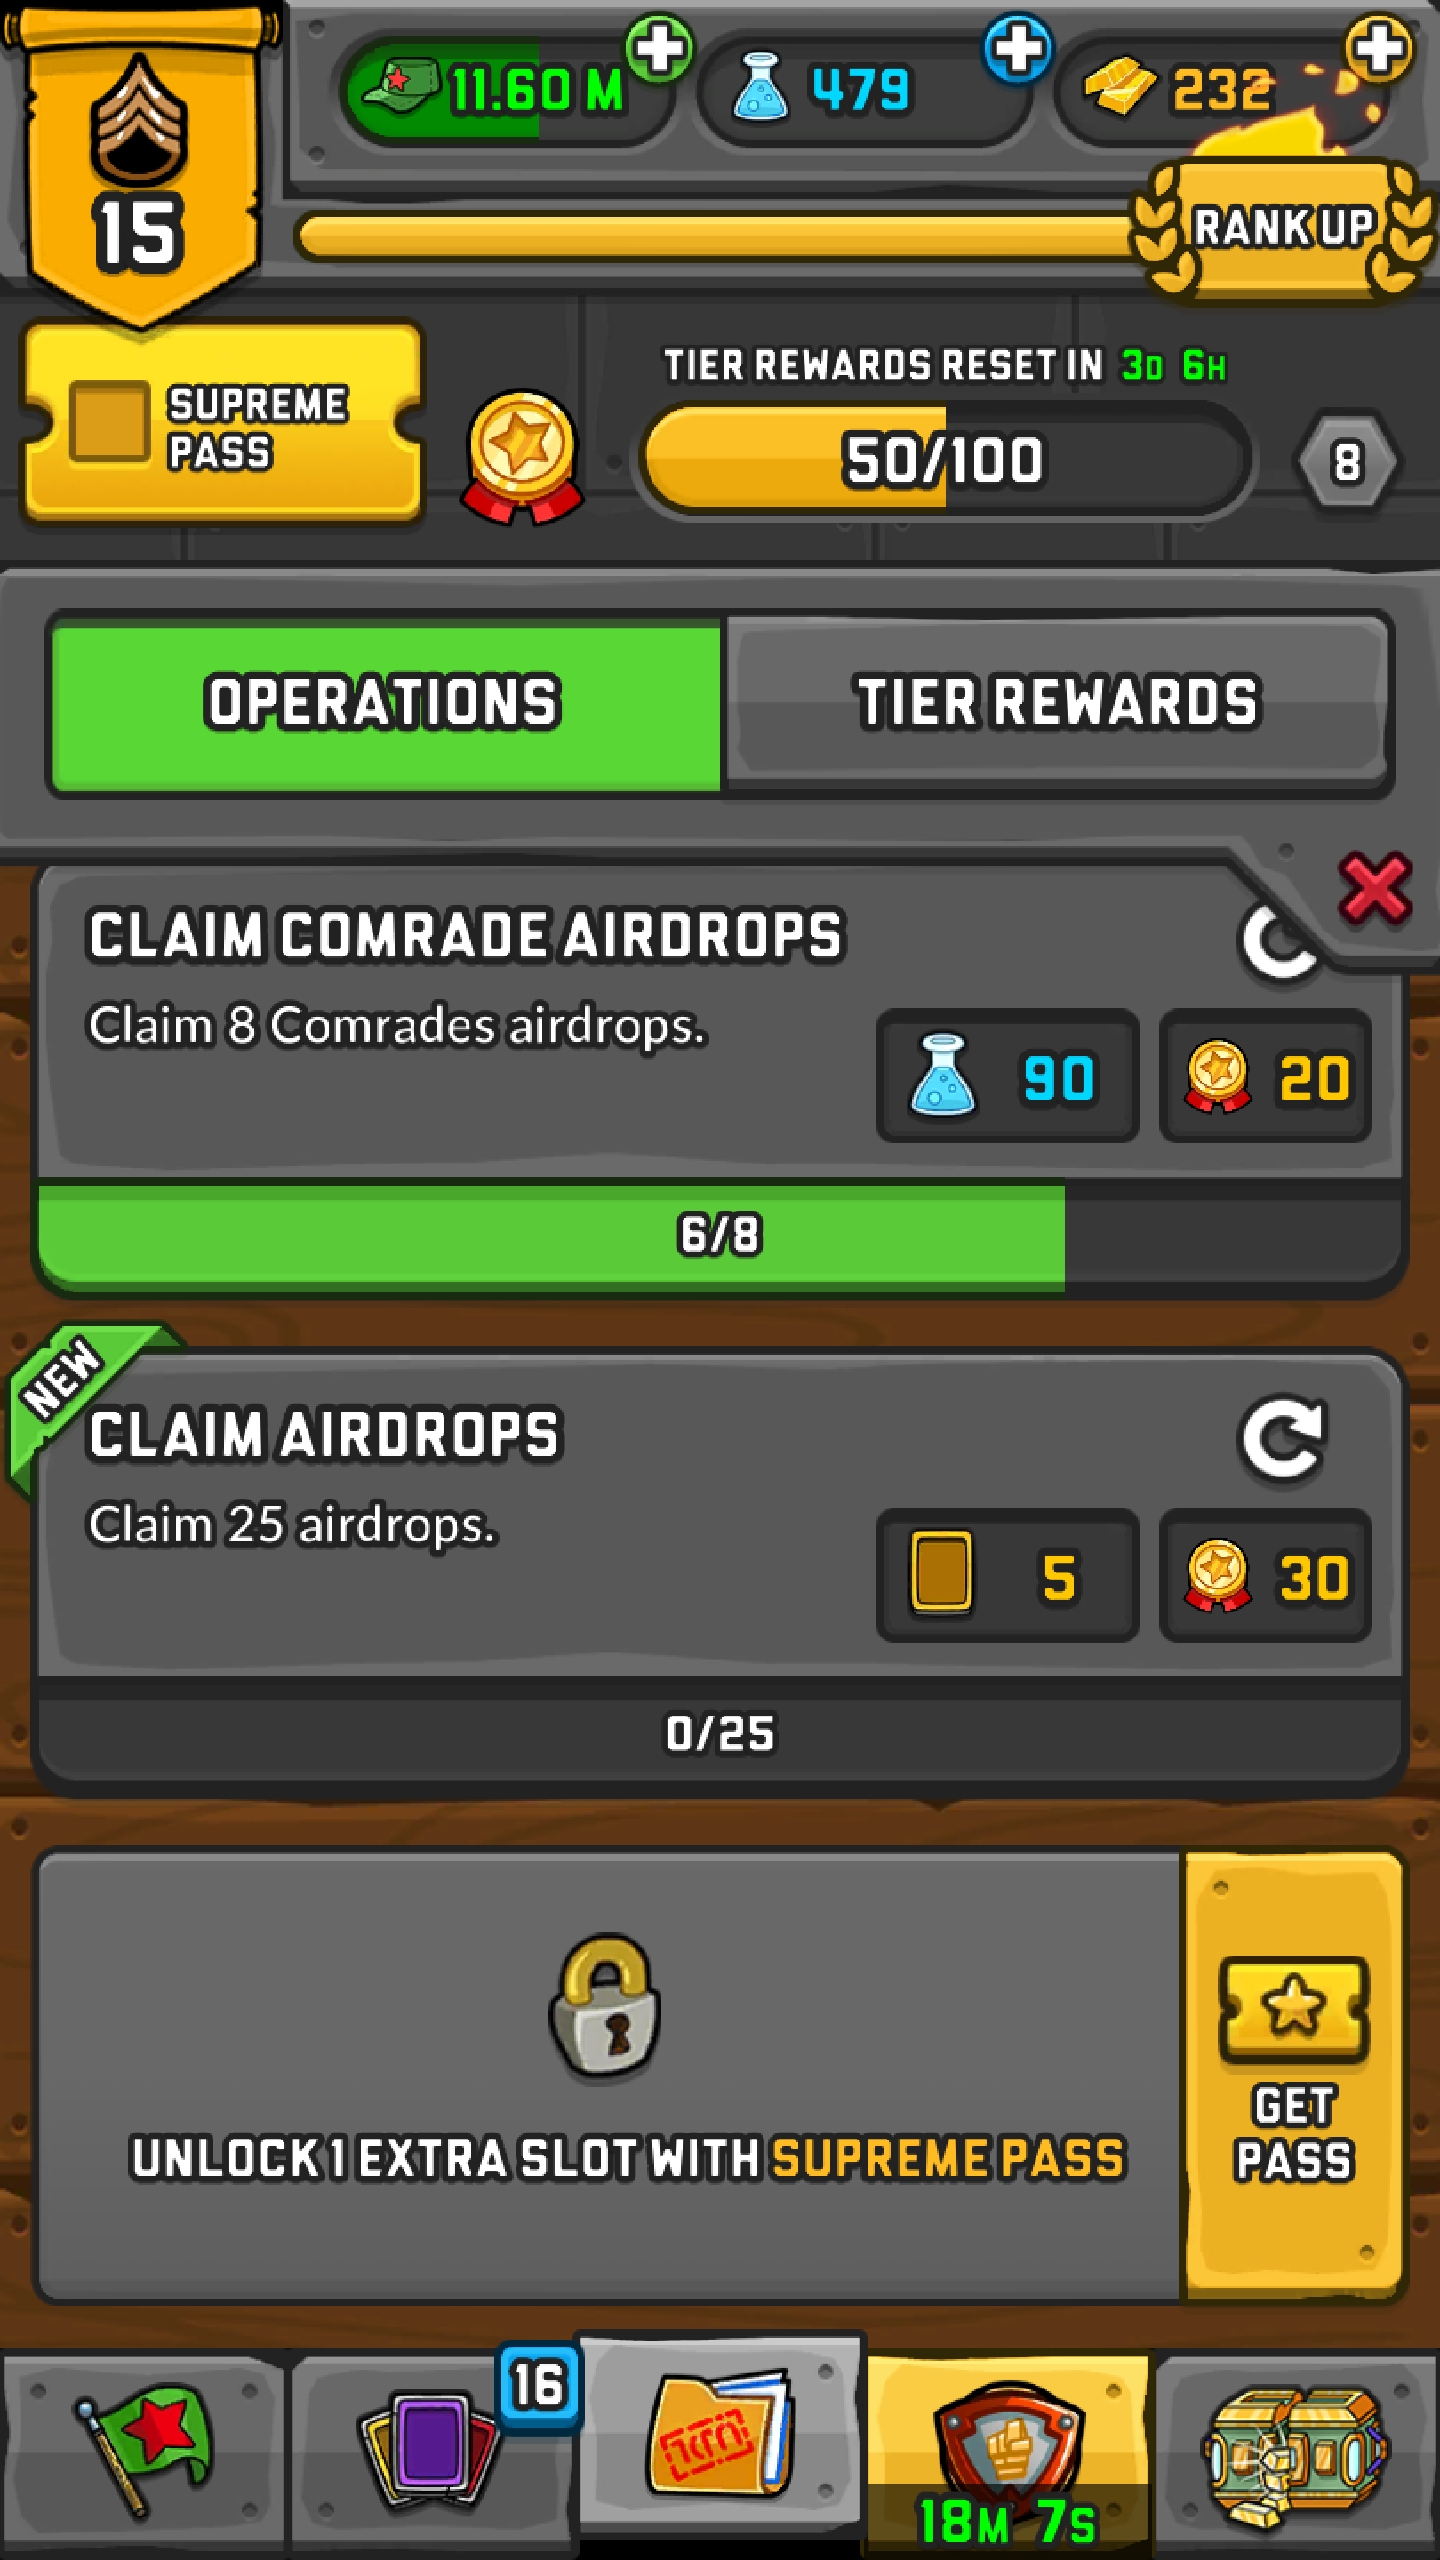 11.60 M
479
232
15
RANK UP
SUPREME
PASS
TIER REWARDS RESET IN 3D 6H
50/100
8
OPERATIONS
TIER REWARDS
CLAIM COMRADE AIRDROPS
Claim 8 Comrades airdrops.
90
20
6/8
NEW
CLAIM AIRDROPS
Claim 25 airdrops.
5
30
0/25
UNLOCK 1 EXTRA SLOT WITH SUPREME PASS
GET
PASS
16
18M 7S